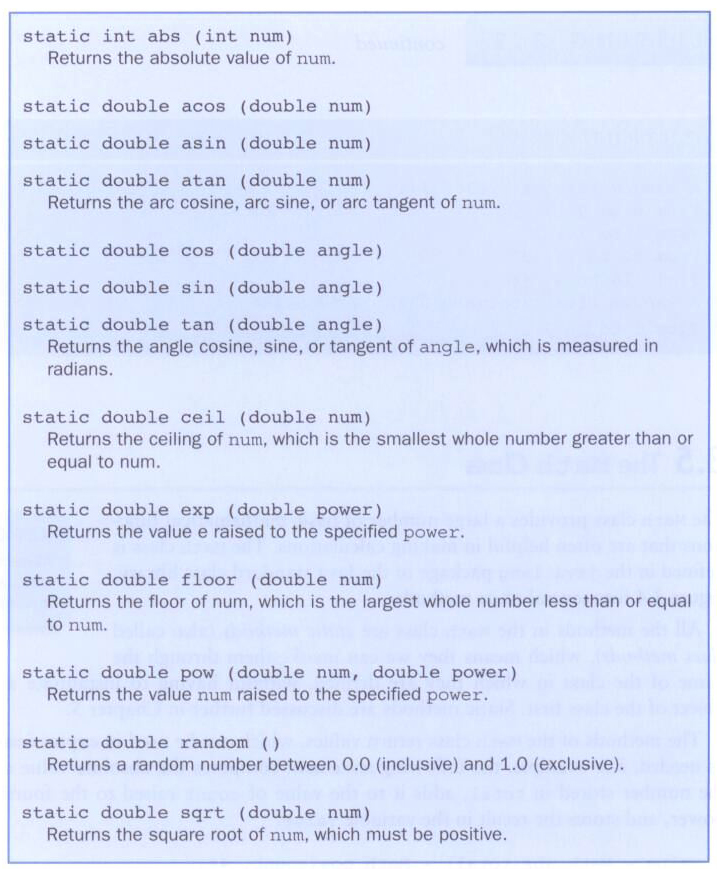 static int abs (int num)
Returns the absolute value of num.
static double acos (double num)
static double asin (double num)
static double atan (double num)
Returns the arc cosine, arc sine, or arc tangent of num.
static double cos (double angle)
static double sin (double angle)
static double tan (double angle)
Returns the angle cosine, sine, or tangent of angle, which is measured in
radians.
static double ceil (double num)
Returns the ceiling of num, which is the smallest whole number greater than or
equal to num.
static double exp (double power)
Returns the value e raised to the specified power.
static double floor (double num)
Returns the floor of num, which is the largest whole number less than or equal
to num.
static double pow (double num, double power)
Returns the value num raised to the specified power.
static double random ()
Returns a random number between 0.0 (inclusive) and 1.0 (exclusive).
static double sqrt (double num)
Returns the square root of num, which must be positive.